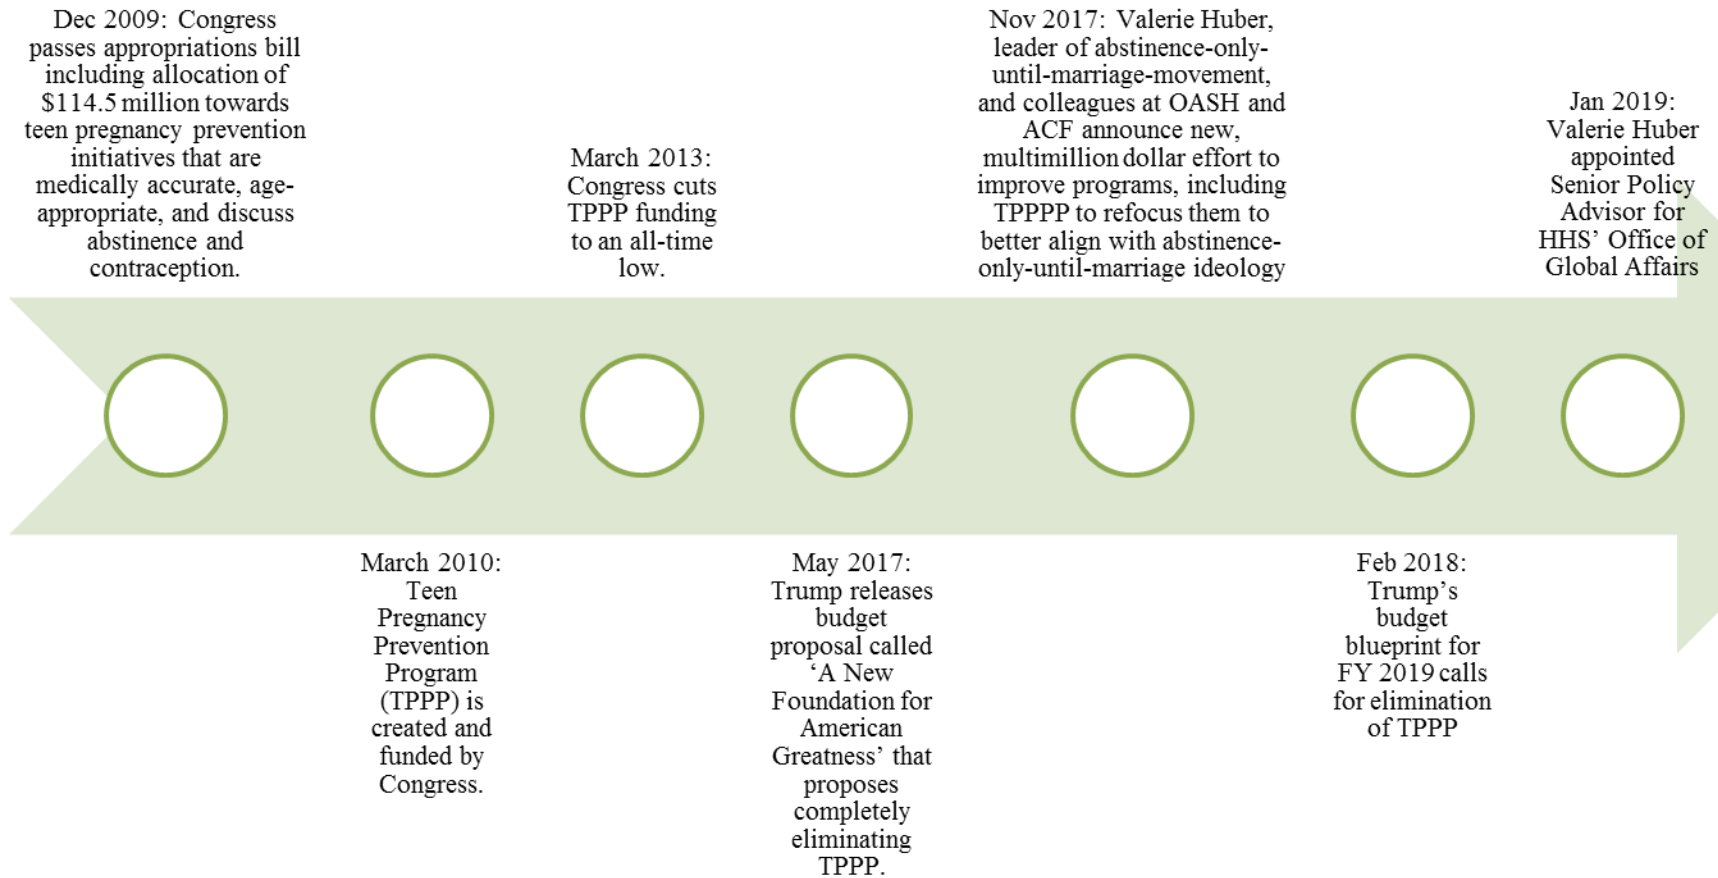 Dec 2009: Congress
passes appropriations bill
including allocation of
$114.5 million towards
teen pregnancy prevention
initiatives that are
medically accurate, age-
appropriate, and discuss
abstinence and
contraception.
March 2010:
Teen
Pregnancy
Prevention
Program
(TPPP) is
created and
funded by
Congress.
March 2013:
Congress cuts
TPPP funding
to an all-time
low.
May 2017:
Trump releases
budget
proposal called
‘A New
Foundation for
American
Greatness’ that
proposes
completely
eliminating
TPPP.
Nov 2017: Valerie Huber,
leader of abstinence-only-
until-marriage-movement,
and colleagues at OASH and
ACF announce new,
multimillion dollar effort to
improve programs, including
TPPPP to refocus them to
better align with abstinence-
only-until-marriage ideology
Feb 2018:
Trump’s
budget
blueprint for
FY 2019 calls
for elimination
of TPPP
Jan 2019:
Valerie Huber
appointed
Senior Policy
Advisor for
HHS’ Office of
Global Affairs